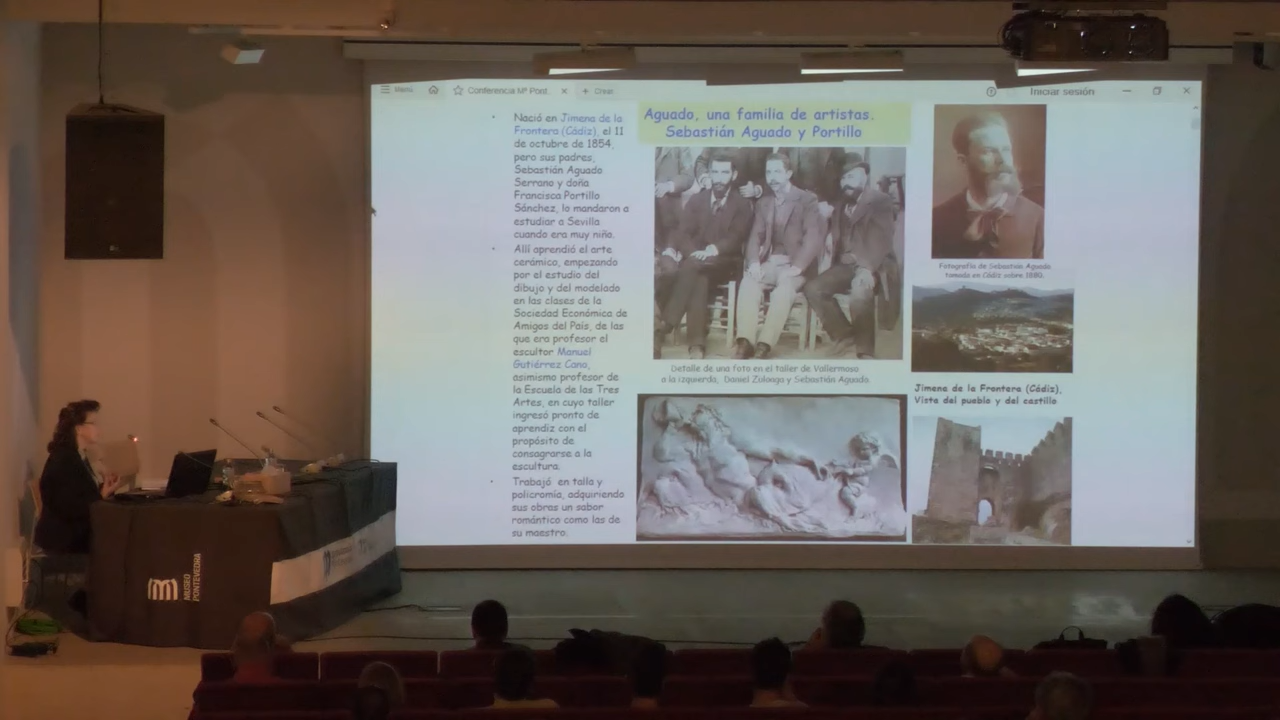 Menú
Conferencia Mª Pont.
Crear
Iniciar sesión
Aguado, una familia de artistas.
Sebastián Aguado y Portillo
Nació en Jimena de la
Frontera (Cádiz), el 11
de octubre de 1854,
pero sus padres,
Sebastián Aguado
Serrano y doña
Francisca Portillo
Sánchez, lo mandaron a
estudiar a Sevilla
cuando era muy niño.
Allí aprendió el arte
cerámico, empezando
por el estudio del
dibujo y del modelado
en las clases de la
Sociedad Económica de
Amigos del País, de las
que era profesor el
escultor Manuel
Gutiérrez Cano,
asimismo profesor de
la Escuela de las Tres
Artes, en cuyo taller
ingresó pronto de
aprendiz con el
propósito de
consagrarse a la
escultura.
Trabajó en talla y
policromía, adquiriendo
sus obras un sabor
romántico como las de
su maestro.
Detalle de una foto en el taller de Vallermoso
a la izquierda, Daniel Zuloaga y Sebastián Aguado.
Fotografía de Sebastián Aguado
tomada en Cádiz sobre 1880.
Jimena de la Frontera (Cádiz),
Vista del pueblo y del castillo
MUSEO
PONTEVEDRA